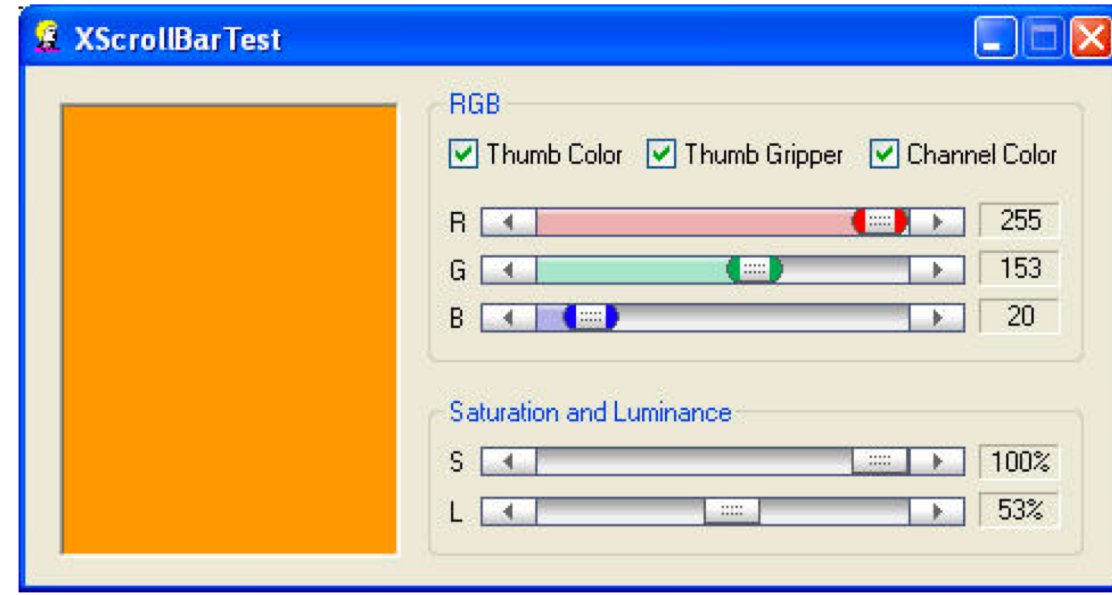 XScrollBarTest
RGB
Thumb Color Thumb Gripper Channel Color
R 255
G 153
B 20
Saturation and Luminance
S 100%
L 53%